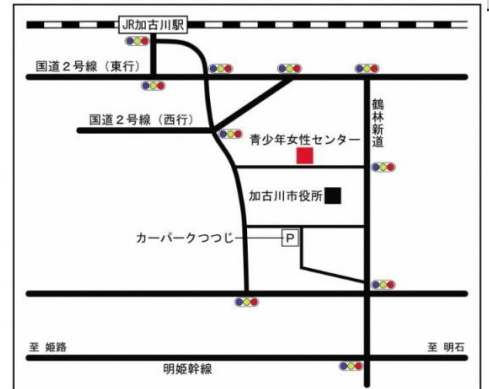 JR加古川駅
国道2号線（東行）
国道2号線（西行）
鶴林新道
青少年女性センター
加古川市役所
カーパークつつじ
P
至 姫路
至 明石
明姫幹線